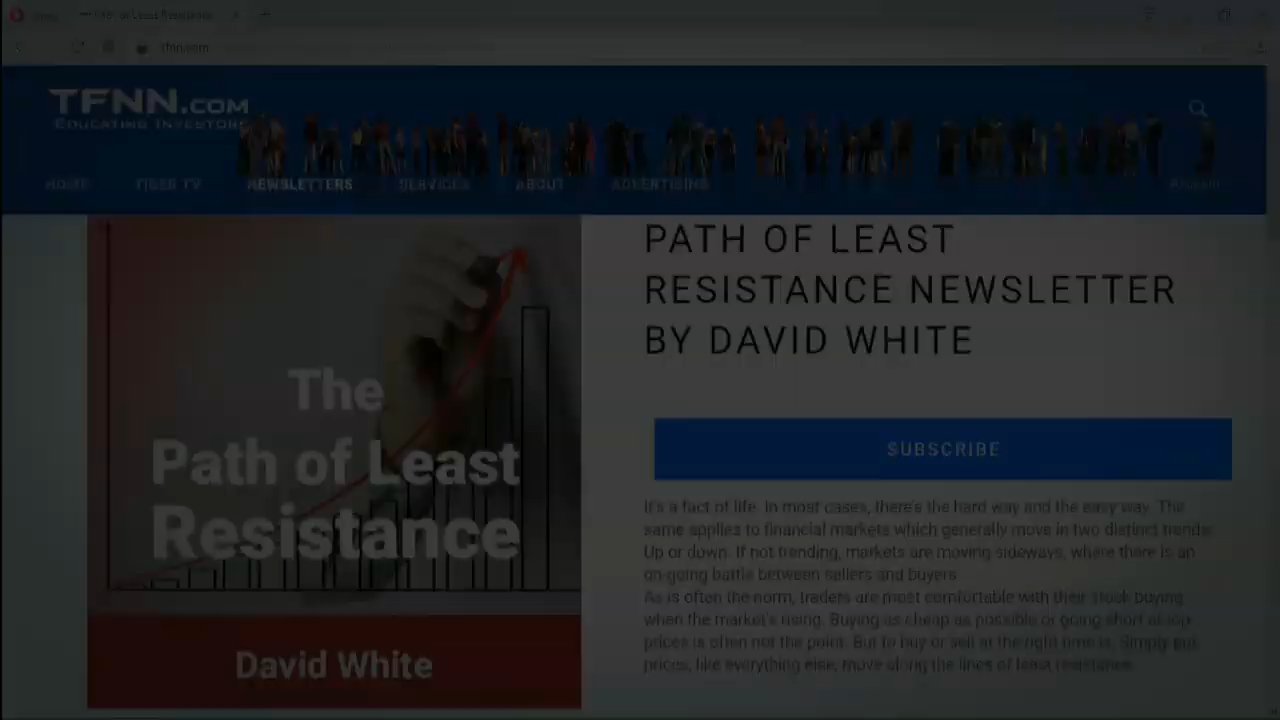 tfnn.com
TFNN.COM
EDUCATING INVESTORS
HOME TIGER TV NEWSLETTERS SERVICES ABOUT ADVERTISING Account
PATH OF LEAST
RESISTANCE NEWSLETTER
BY DAVID WHITE
The
Path of Least
Resistance
David White
SUBSCRIBE
It's a fact of life. In most cases, there's the hard way and the easy way. The
same applies to financial markets which generally move in two distinct trends.
Up or down. If not trending, markets are moving sideways, where there is an
on-going battle between sellers and buyers.
As is often the norm, traders are most comfortable with their stock buying
when the market's rising. Buying as cheap as possible or going short at top
prices is often not the point. But to buy or sell at the right time is. Simply put
prices, like everything else, move along the lines of least resistance.